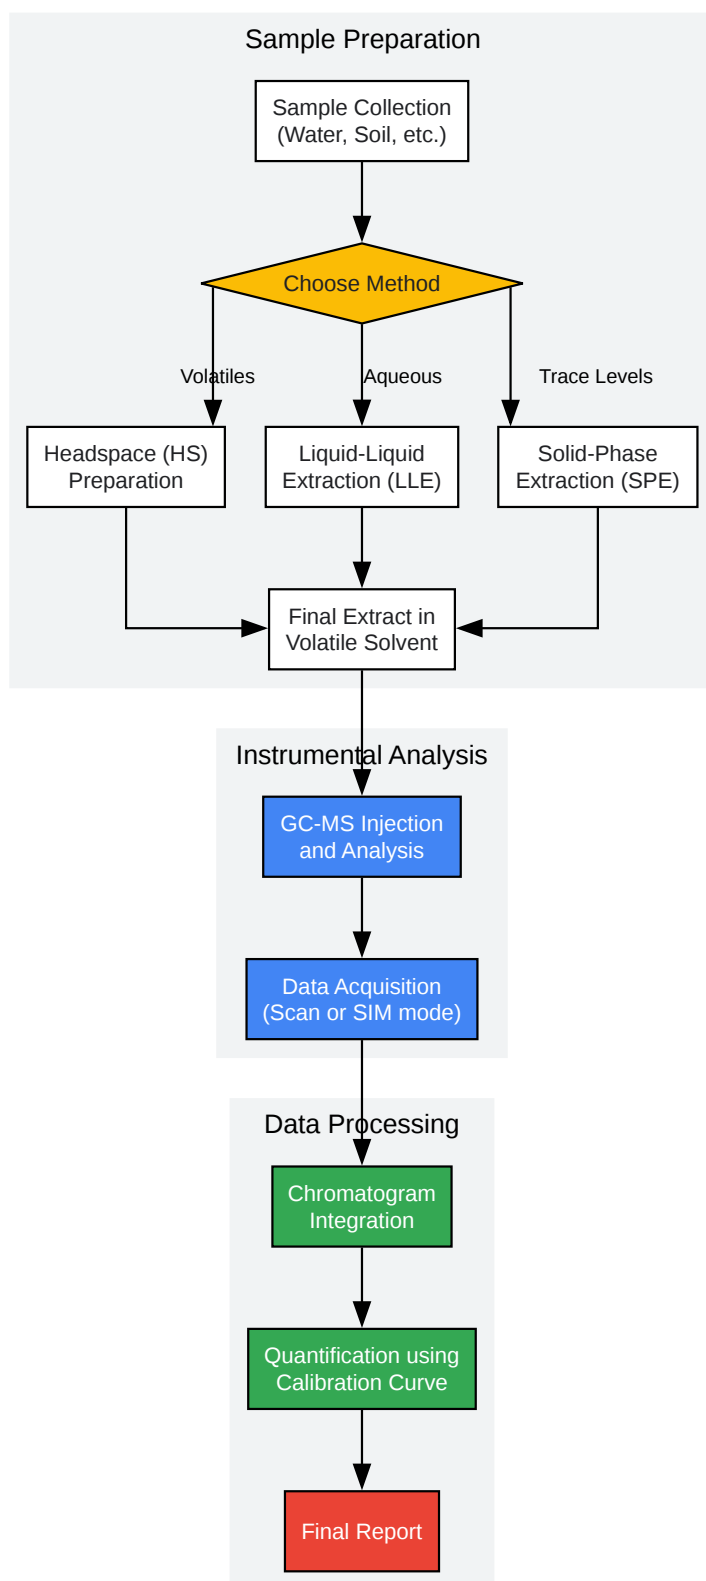 Sample Preparation
Sample Collection
(Water, Soil, etc.)
Choose Method
Volatiles
Aqueous
Trace Levels
Headspace (HS)
Preparation
Liquid-Liquid
Extraction (LLE)
Solid-Phase
Extraction (SPE)
Final Extract in
Volatile Solvent
Instrumental Analysis
GC-MS Injection
and Analysis
Data Acquisition
(Scan or SIM mode)
Data Processing
Chromatogram
Integration
Quantification using
Calibration Curve
Final Report